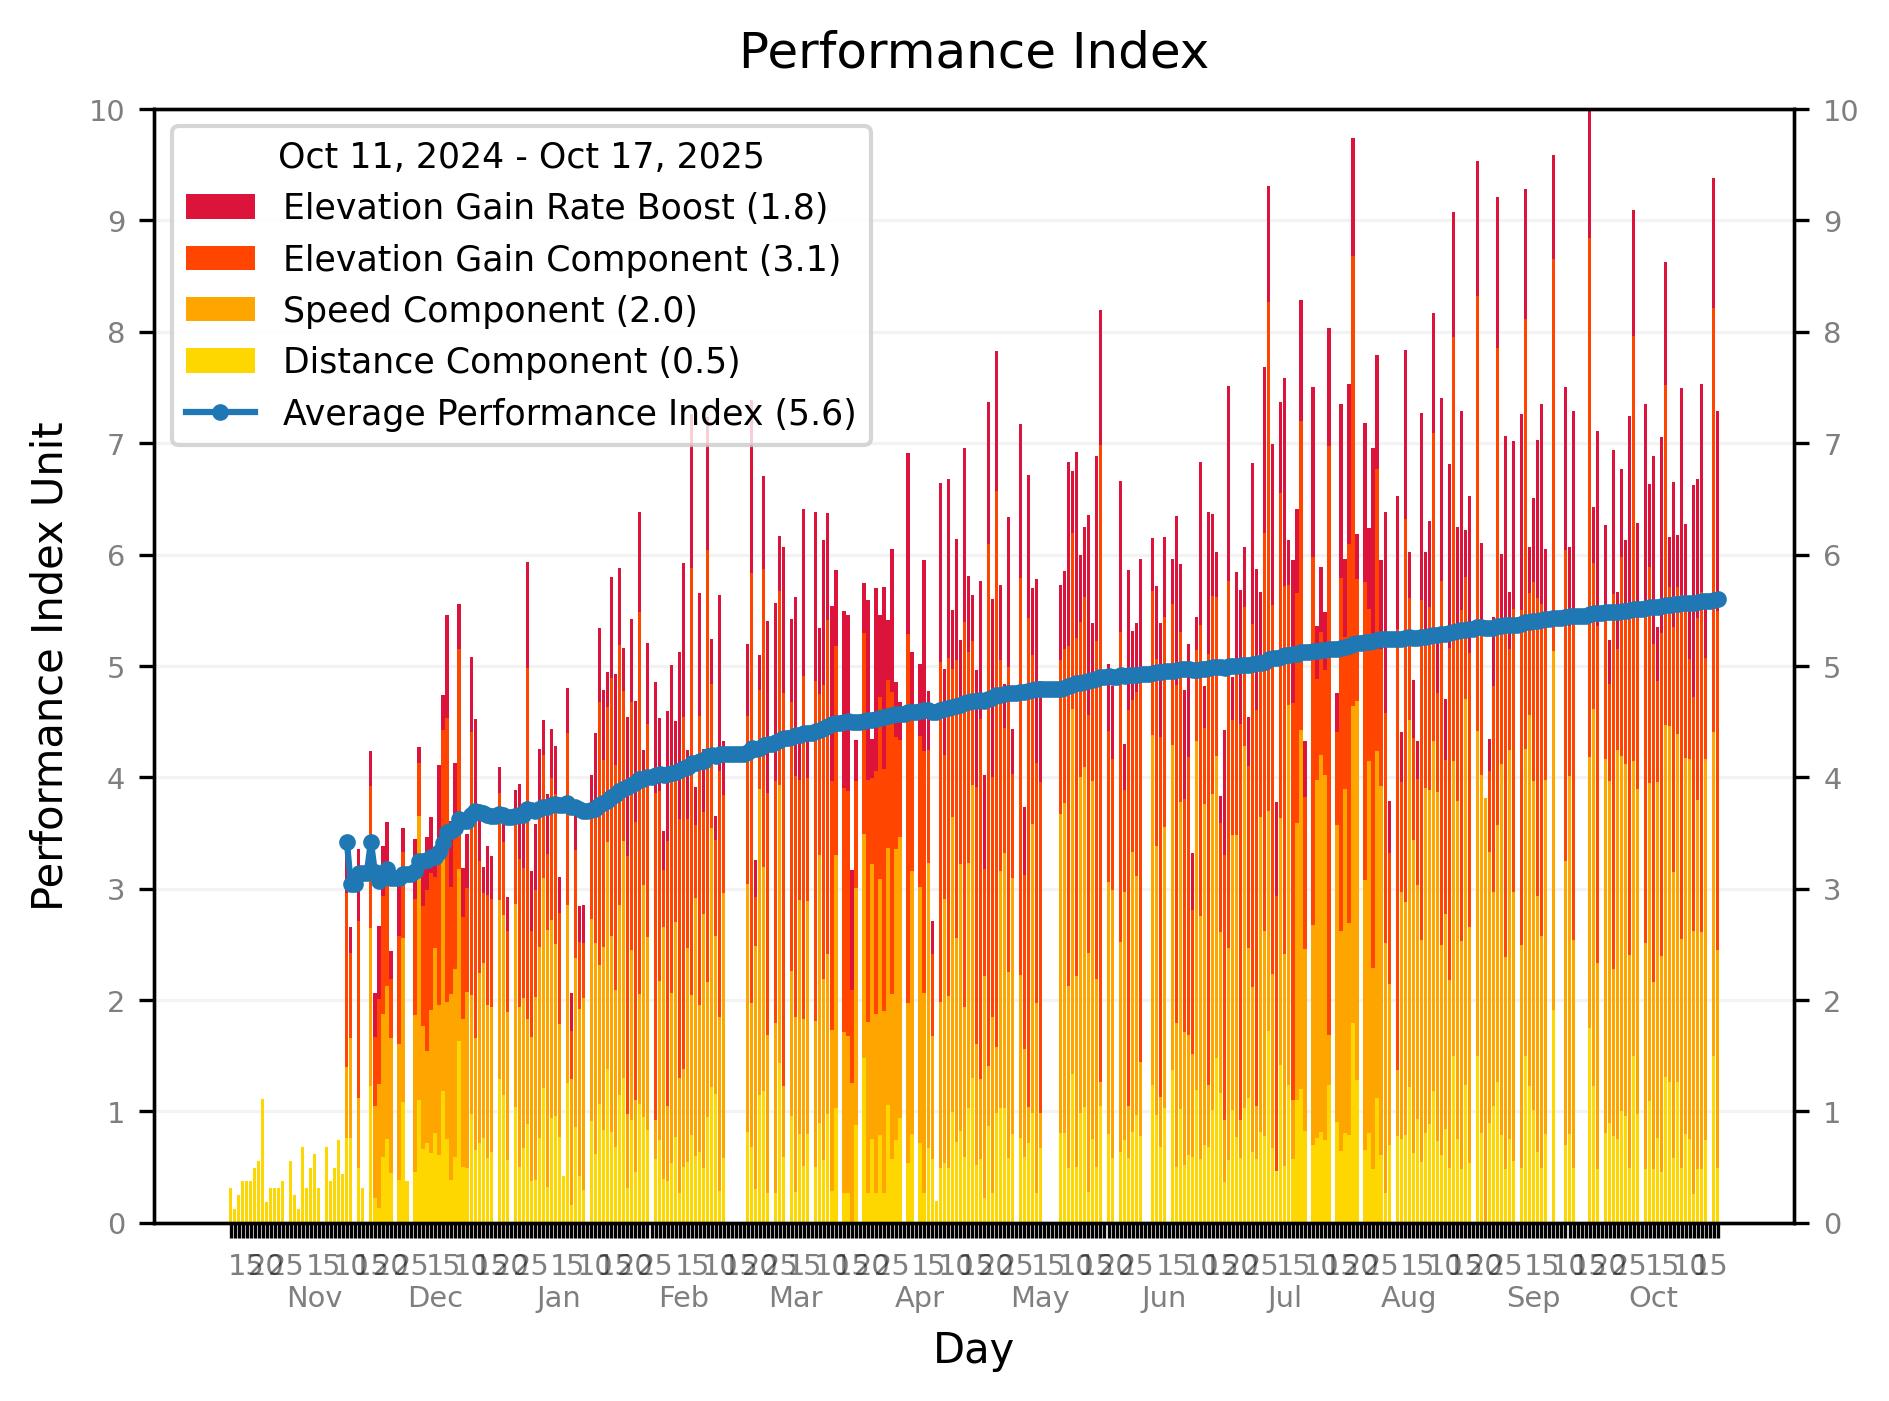 Performance Index
Oct 11, 2024 - Oct 17, 2025
Elevation Gain Rate Boost (1.8)
Elevation Gain Component (3.1)
Speed Component (2.0)
Distance Component (0.5)
Average Performance Index (5.6)
Performance Index Unit
10
9
8
7
6
5
4
3
2
1
0
10
9
8
7
6
5
4
3
2
1
0
Nov Dec Jan Feb Mar Apr May Jun Jul Aug Sep Oct
Day